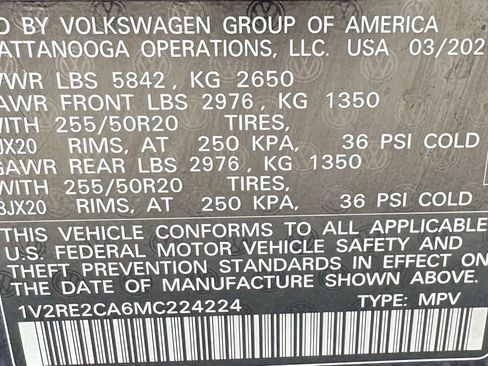 D BY VOLKSWAGEN GROUP OF AMERICA
ATTANOOGA OPERATIONS, LLC. USA 03/202
VWR LBS 5842, KG 2650
AWR FRONT LBS 2976, KG 1350
WITH 255/50R20 TIRES,
JX20 RIMS, AT 250 KPA, 36 PSI COLD
GAWR REAR LBS 2976, KG 1350
WITH 255/50R20 TIRES,
8JX20 RIMS, AT 250 KPA, 36 PSI COLD
THIS VEHICLE CONFORMS TO ALL APPLICABLE
U.S. FEDERAL MOTOR VEHICLE SAFETY AND
THEFT PREVENTION STANDARDS IN EFFECT ON
THE DATE OF MANUFACTURE SHOWN ABOVE.
1V2RE2CA6MC224224 TYPE: MPV